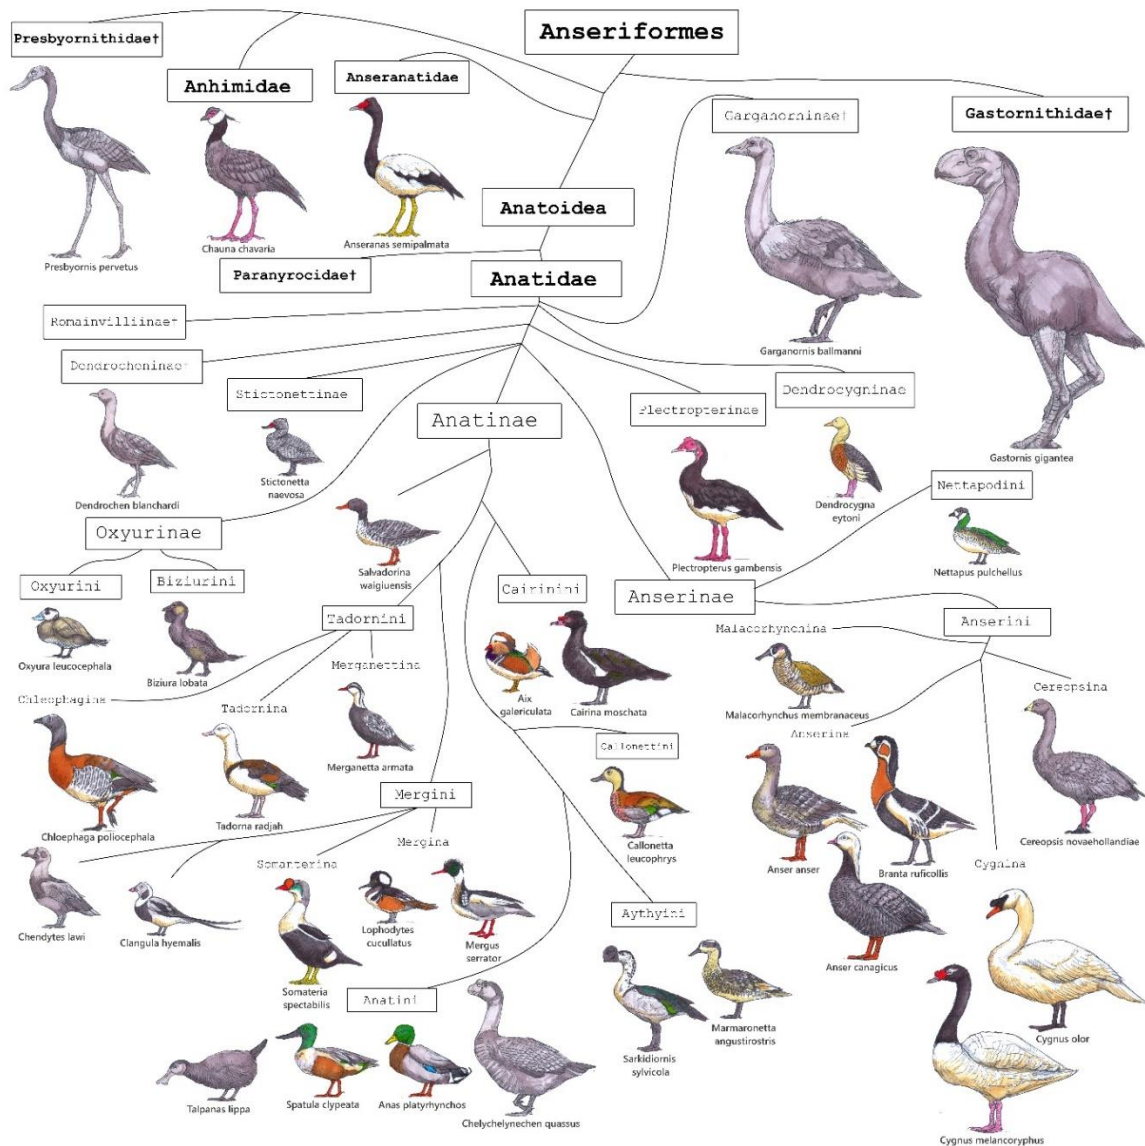 Anseriformes
Presbyornithidae†
Anhimidae
Anseranatidae
Garganorninae†
Gastornithidae†
Presbyornis pervetus
Chauna chavaria
Anseranas semipalmata
Anatoidea
Paranyrocidae†
Anatidae
Romainvilliinae†
Garganornis ballmanni
Dendrocheninae†
Stictonettinae
Anatinae
Plectropterinae
Dendrocygninae
Gastornis gigantea
Dendrochen blanchardi
Stictonetta
naevosa
Dendrocygna
eytoni
Nettapodini
Oxyurinae
Salvadorina
waigiuensis
Plectropterus gambensis
Nettapus pulchellus
Oxyurini
Biziurini
Cairinini
Anserinae
Anserini
Tadornini
Malacorhynchina
Oxyura leucocephala
Biziura lobata
Merganettina
Aix
galericulata
Cairina moschata
Cereopsina
Chleophagina
Tadornina
Malacorhynchus membranaceus
Anserina
Merganetta armata
Callonettini
Chloephaga poliocephala
Tadorna radjah
Mergini
Callonetta
leucophrys
Cereopsis novaehollandiae
Somanterina
Mergina
Anser anser
Branta ruficollis
Cygnina
Chendytes lawi
Clangula hyemalis
Lophodytes
cucullatus
Mergus
serrator
Aythyini
Anser canagicus
Somateria
spectabilis
Anatini
Marmaronetta
angustirostris
Sarkidiornis
sylvicola
Cygnus olor
Talpanas lippa
Spatula clypeata
Anas platyrhynchos
Chelychelynechen quassus
Cygnus melancoryphus